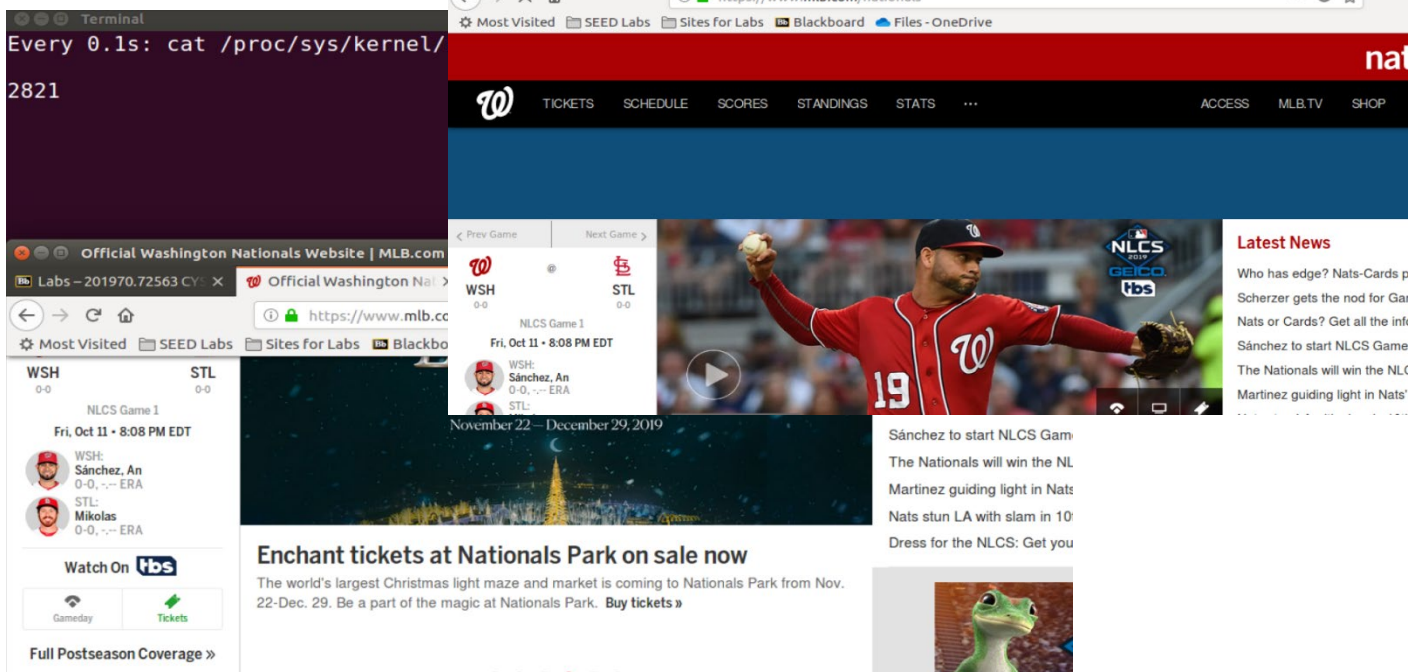 Terminal
Every 0.1s: cat /proc/sys/kernel/
2821
Official Washington Nationals Website | MLB.com
Labs – 201970.72563 CYS
Official Washington Nat
https://www.mlb.co
Most Visited SEED Labs Sites for Labs Blackbo
WSH STL
0-0 0-0
NLCS Game 1
Fri, Oct 11 • 8:08 PM EDT
WSH:
Sánchez, An
0-0, -.-- ERA
STL:
Mikolas
0-0, -.-- ERA
Watch On tbs
Gameday Tickets
Full Postseason Coverage »
Most Visited SEED Labs Sites for Labs Blackboard Files - OneDrive
nat
W TICKETS SCHEDULE SCORES STANDINGS STATS ··· ACCESS MLB.TV SHOP
Prev Game Next Game
W @ STL
WSH STL
0-0 0-0
NLCS Game 1
Fri, Oct 11 • 8:08 PM EDT
WSH:
Sánchez, An
0-0, -.-- ERA
STL:
NLCS
2019
GEICO
tbs
W
19
Latest News
Who has edge? Nats-Cards p
Scherzer gets the nod for Gar
Nats or Cards? Get all the info
Sánchez to start NLCS Game
The Nationals will win the NLC
Martinez guiding light in Nats'
November 22 — December 29, 2019
Enchant tickets at Nationals Park on sale now
The world's largest Christmas light maze and market is coming to Nationals Park from Nov.
22-Dec. 29. Be a part of the magic at Nationals Park. Buy tickets »
Sánchez to start NLCS Gam
The Nationals will win the NL
Martinez guiding light in Nats
Nats stun LA with slam in 10
Dress for the NLCS: Get you